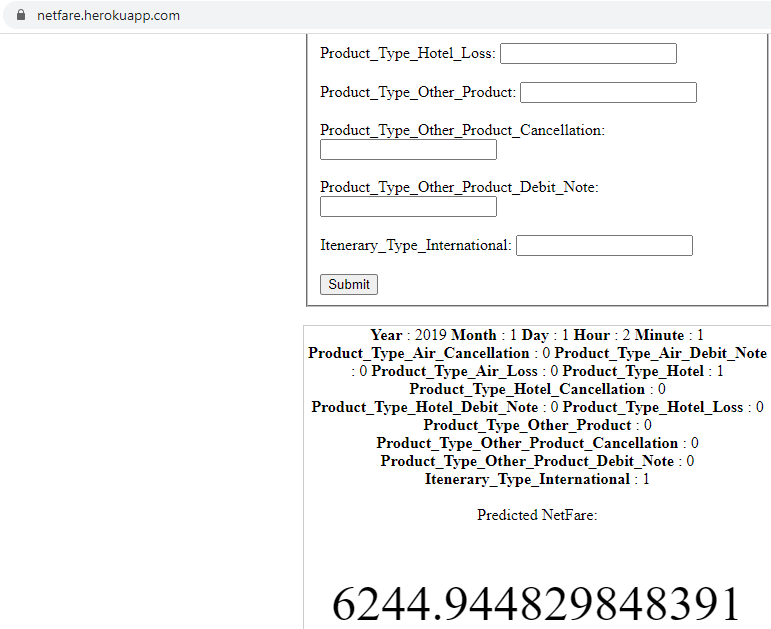 netfare.herokuapp.com
Product_Type_Hotel_Loss:
Product_Type_Other_Product:
Product_Type_Other_Product_Cancellation:
Product_Type_Other_Product_Debit_Note:
Itenerary_Type_International:
Submit
Year : 2019 Month : 1 Day : 1 Hour : 2 Minute : 1
Product_Type_Air_Cancellation : 0 Product_Type_Air_Debit_Note
: 0 Product_Type_Air_Loss : 0 Product_Type_Hotel : 1
Product_Type_Hotel_Cancellation : 0
Product_Type_Hotel_Debit_Note : 0 Product_Type_Hotel_Loss : 0
Product_Type_Other_Product : 0
Product_Type_Other_Product_Cancellation : 0
Product_Type_Other_Product_Debit_Note : 0
Itenerary_Type_International : 1
Predicted NetFare:
6244.944829848391